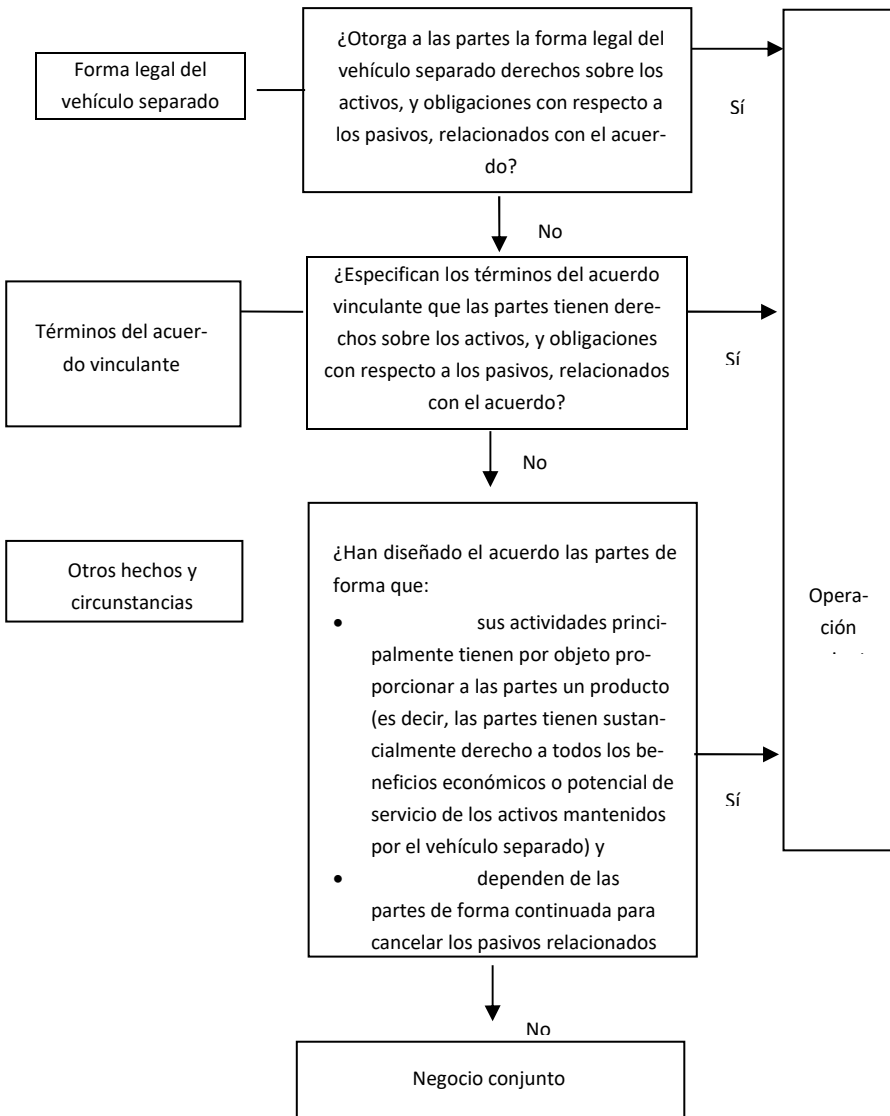 Forma legal del
vehículo separado
¿Otorga a las partes la forma legal del
vehículo separado derechos sobre los
activos, y obligaciones con respecto a
los pasivos, relacionados con el acuer-
do?
Sí
No
Términos del acuer-
do vinculante
¿Especifican los términos del acuerdo
vinculante que las partes tienen dere-
chos sobre los activos, y obligaciones
con respecto a los pasivos, relacionados
con el acuerdo?
Sí
No
Otros hechos y
circunstancias
¿Han diseñado el acuerdo las partes de
forma que:
• sus actividades princi-
palmente tienen por objeto pro-
porcionar a las partes un producto
(es decir, las partes tienen sustan-
cialmente derecho a todos los be-
neficios económicos o potencial de
servicio de los activos mantenidos
por el vehículo separado) y
• dependen de las
partes de forma continuada para
cancelar los pasivos relacionados
Sí
Opera-
ción
No
Negocio conjunto